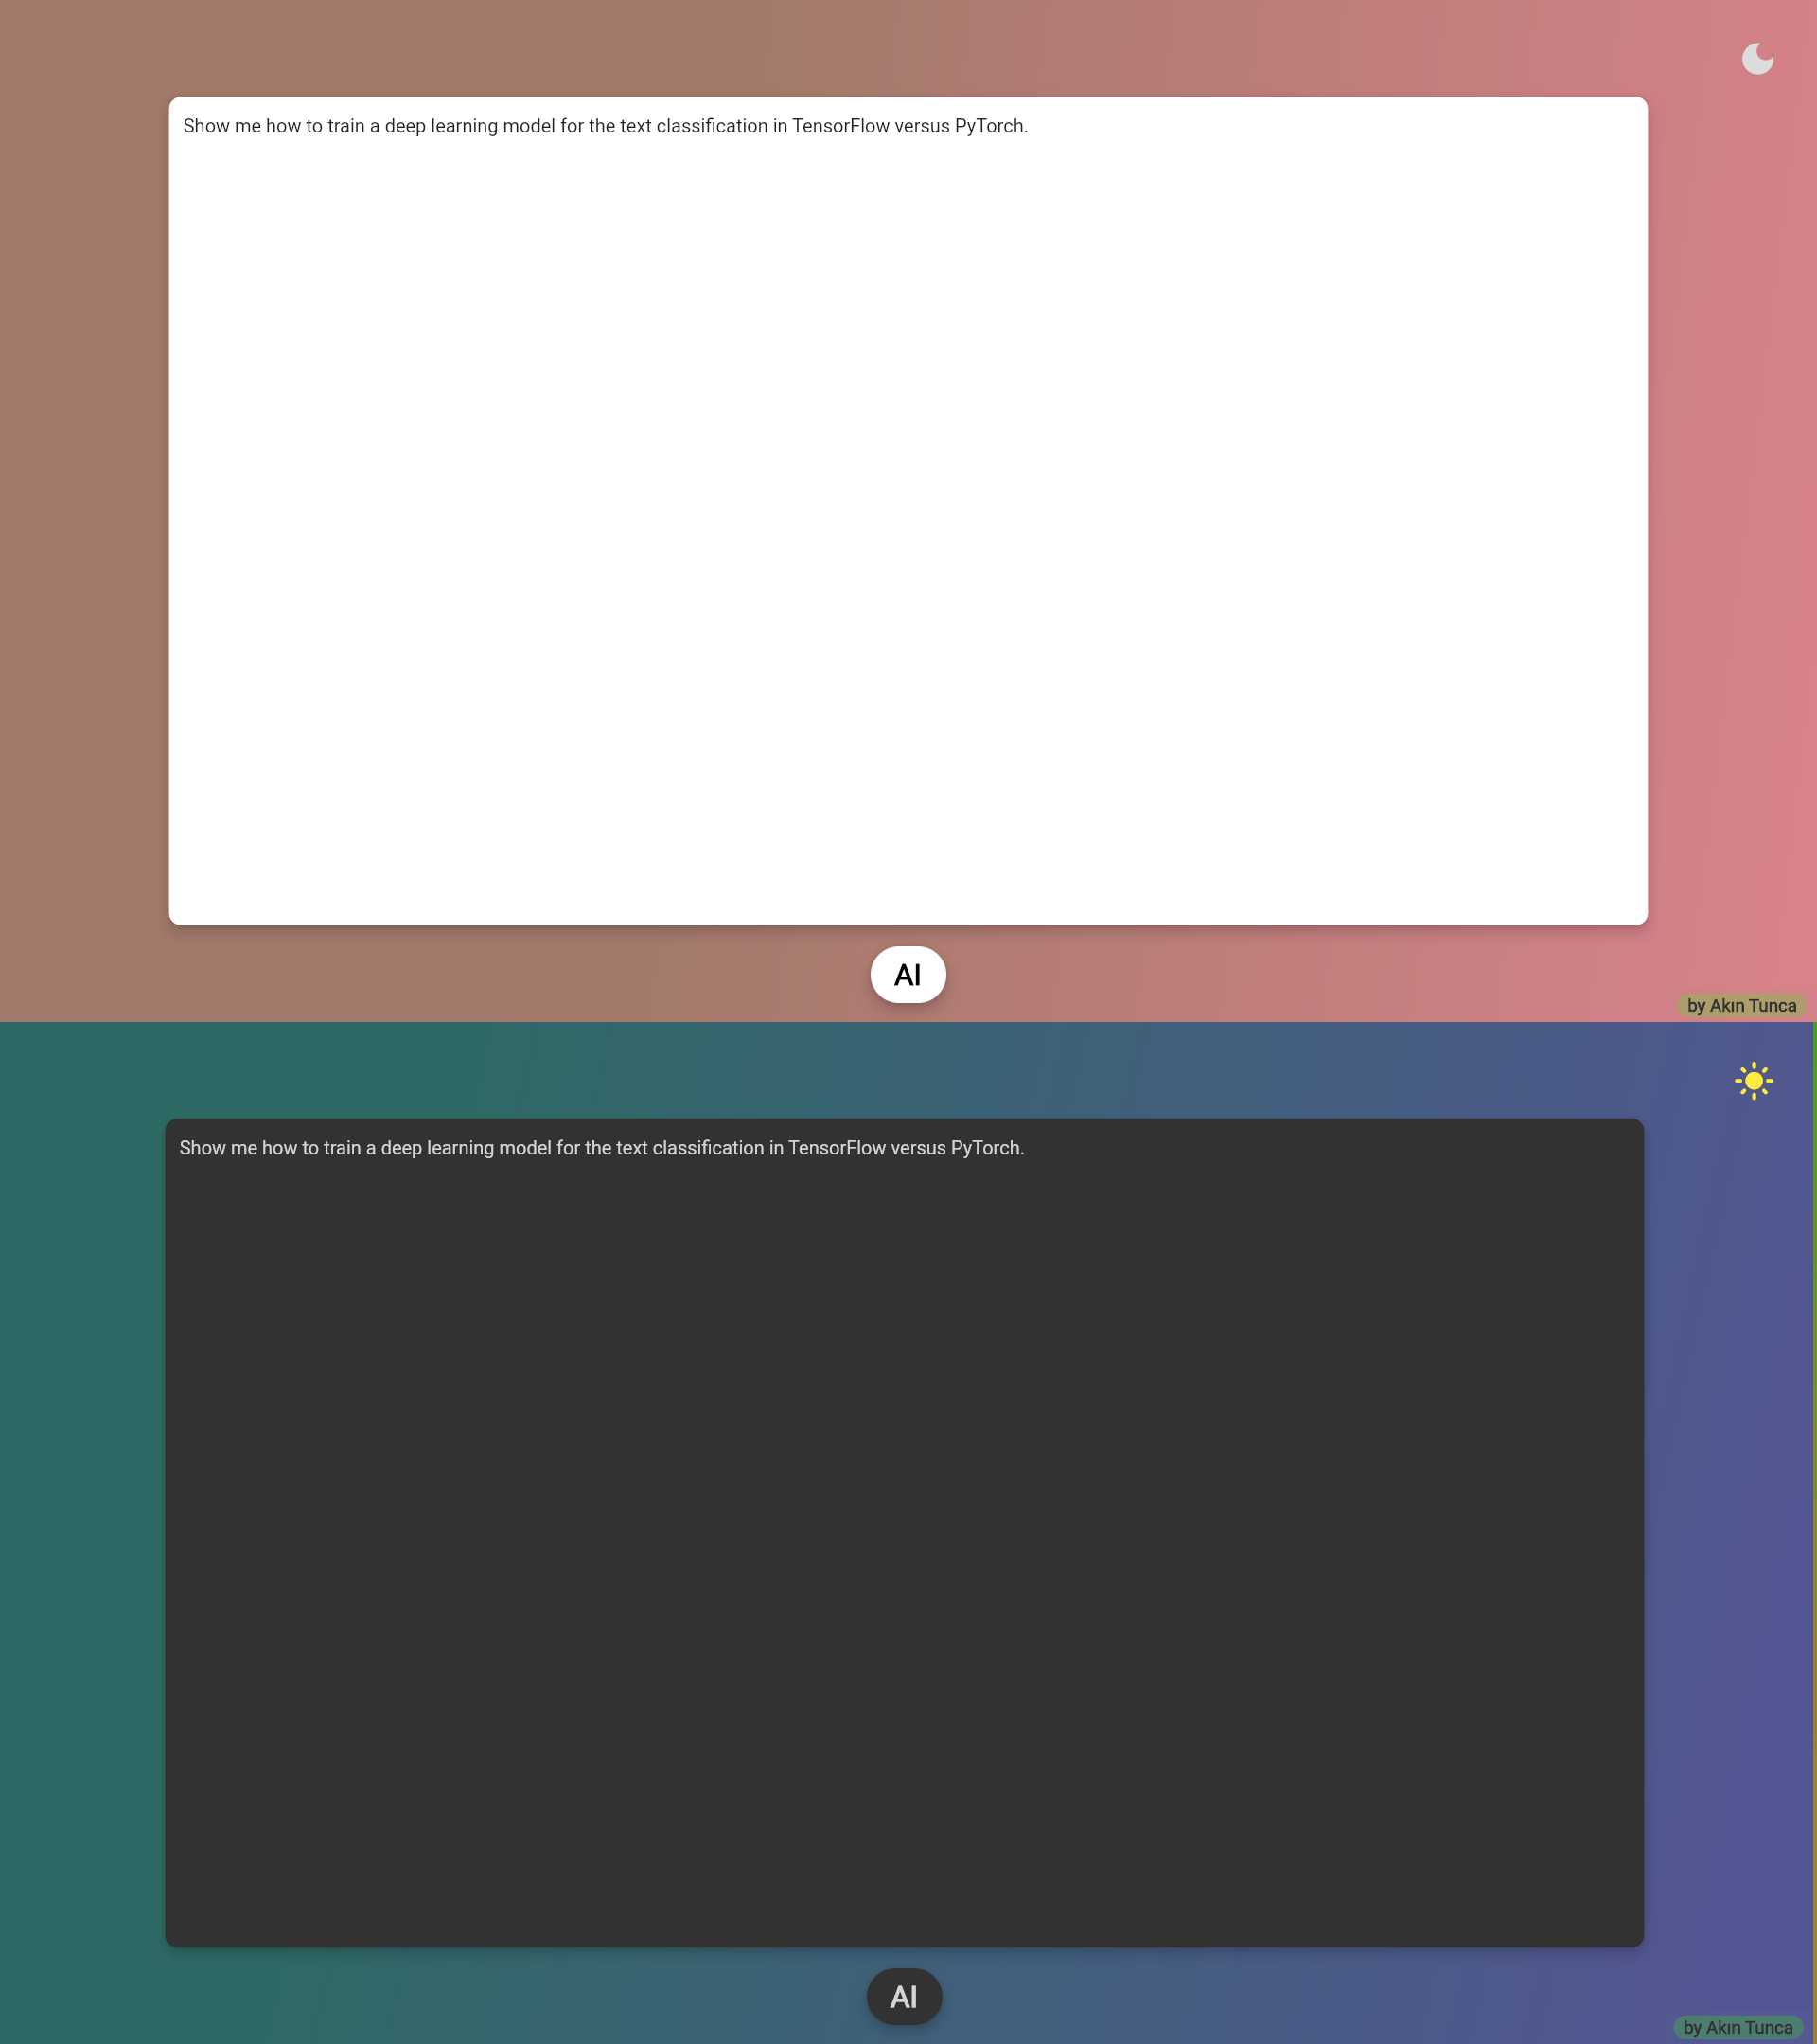 Show me how to train a deep learning model for the text classification in TensorFlow versus PyTorch.
AI
by Akın Tunca
Show me how to train a deep learning model for the text classification in TensorFlow versus PyTorch.
AI
by Akın Tunca